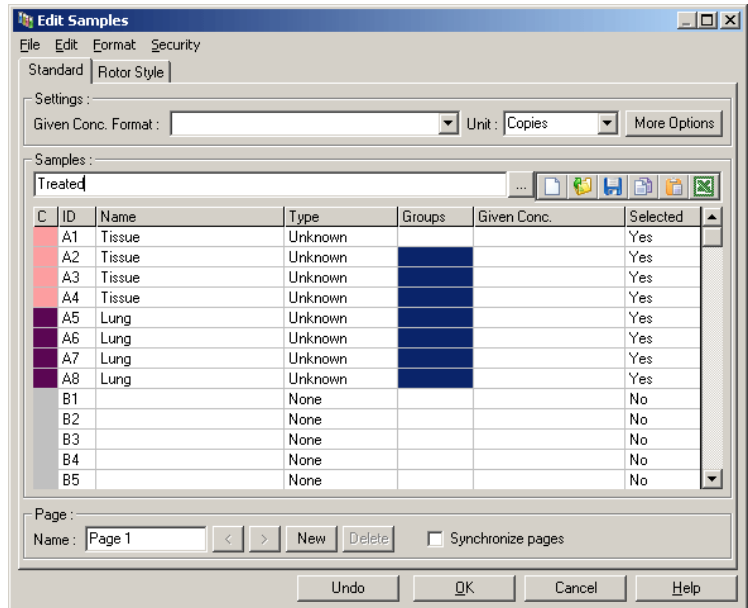 Edit Samples
File Edit Format Security
Standard Rotor Style
Settings :
Given Conc. Format : Unit : Copies More Options
Samples :
Treated ...
C ID Name Type Groups Given Conc. Selected
A1 Tissue Unknown Yes
A2 Tissue Unknown Yes
A3 Tissue Unknown Yes
A4 Tissue Unknown Yes
A5 Lung Unknown Yes
A6 Lung Unknown Yes
A7 Lung Unknown Yes
A8 Lung Unknown Yes
B1 None No
B2 None No
B3 None No
B4 None No
B5 None No
Page :
Name : Page 1 < > New Delete Synchronize pages
Undo OK Cancel Help